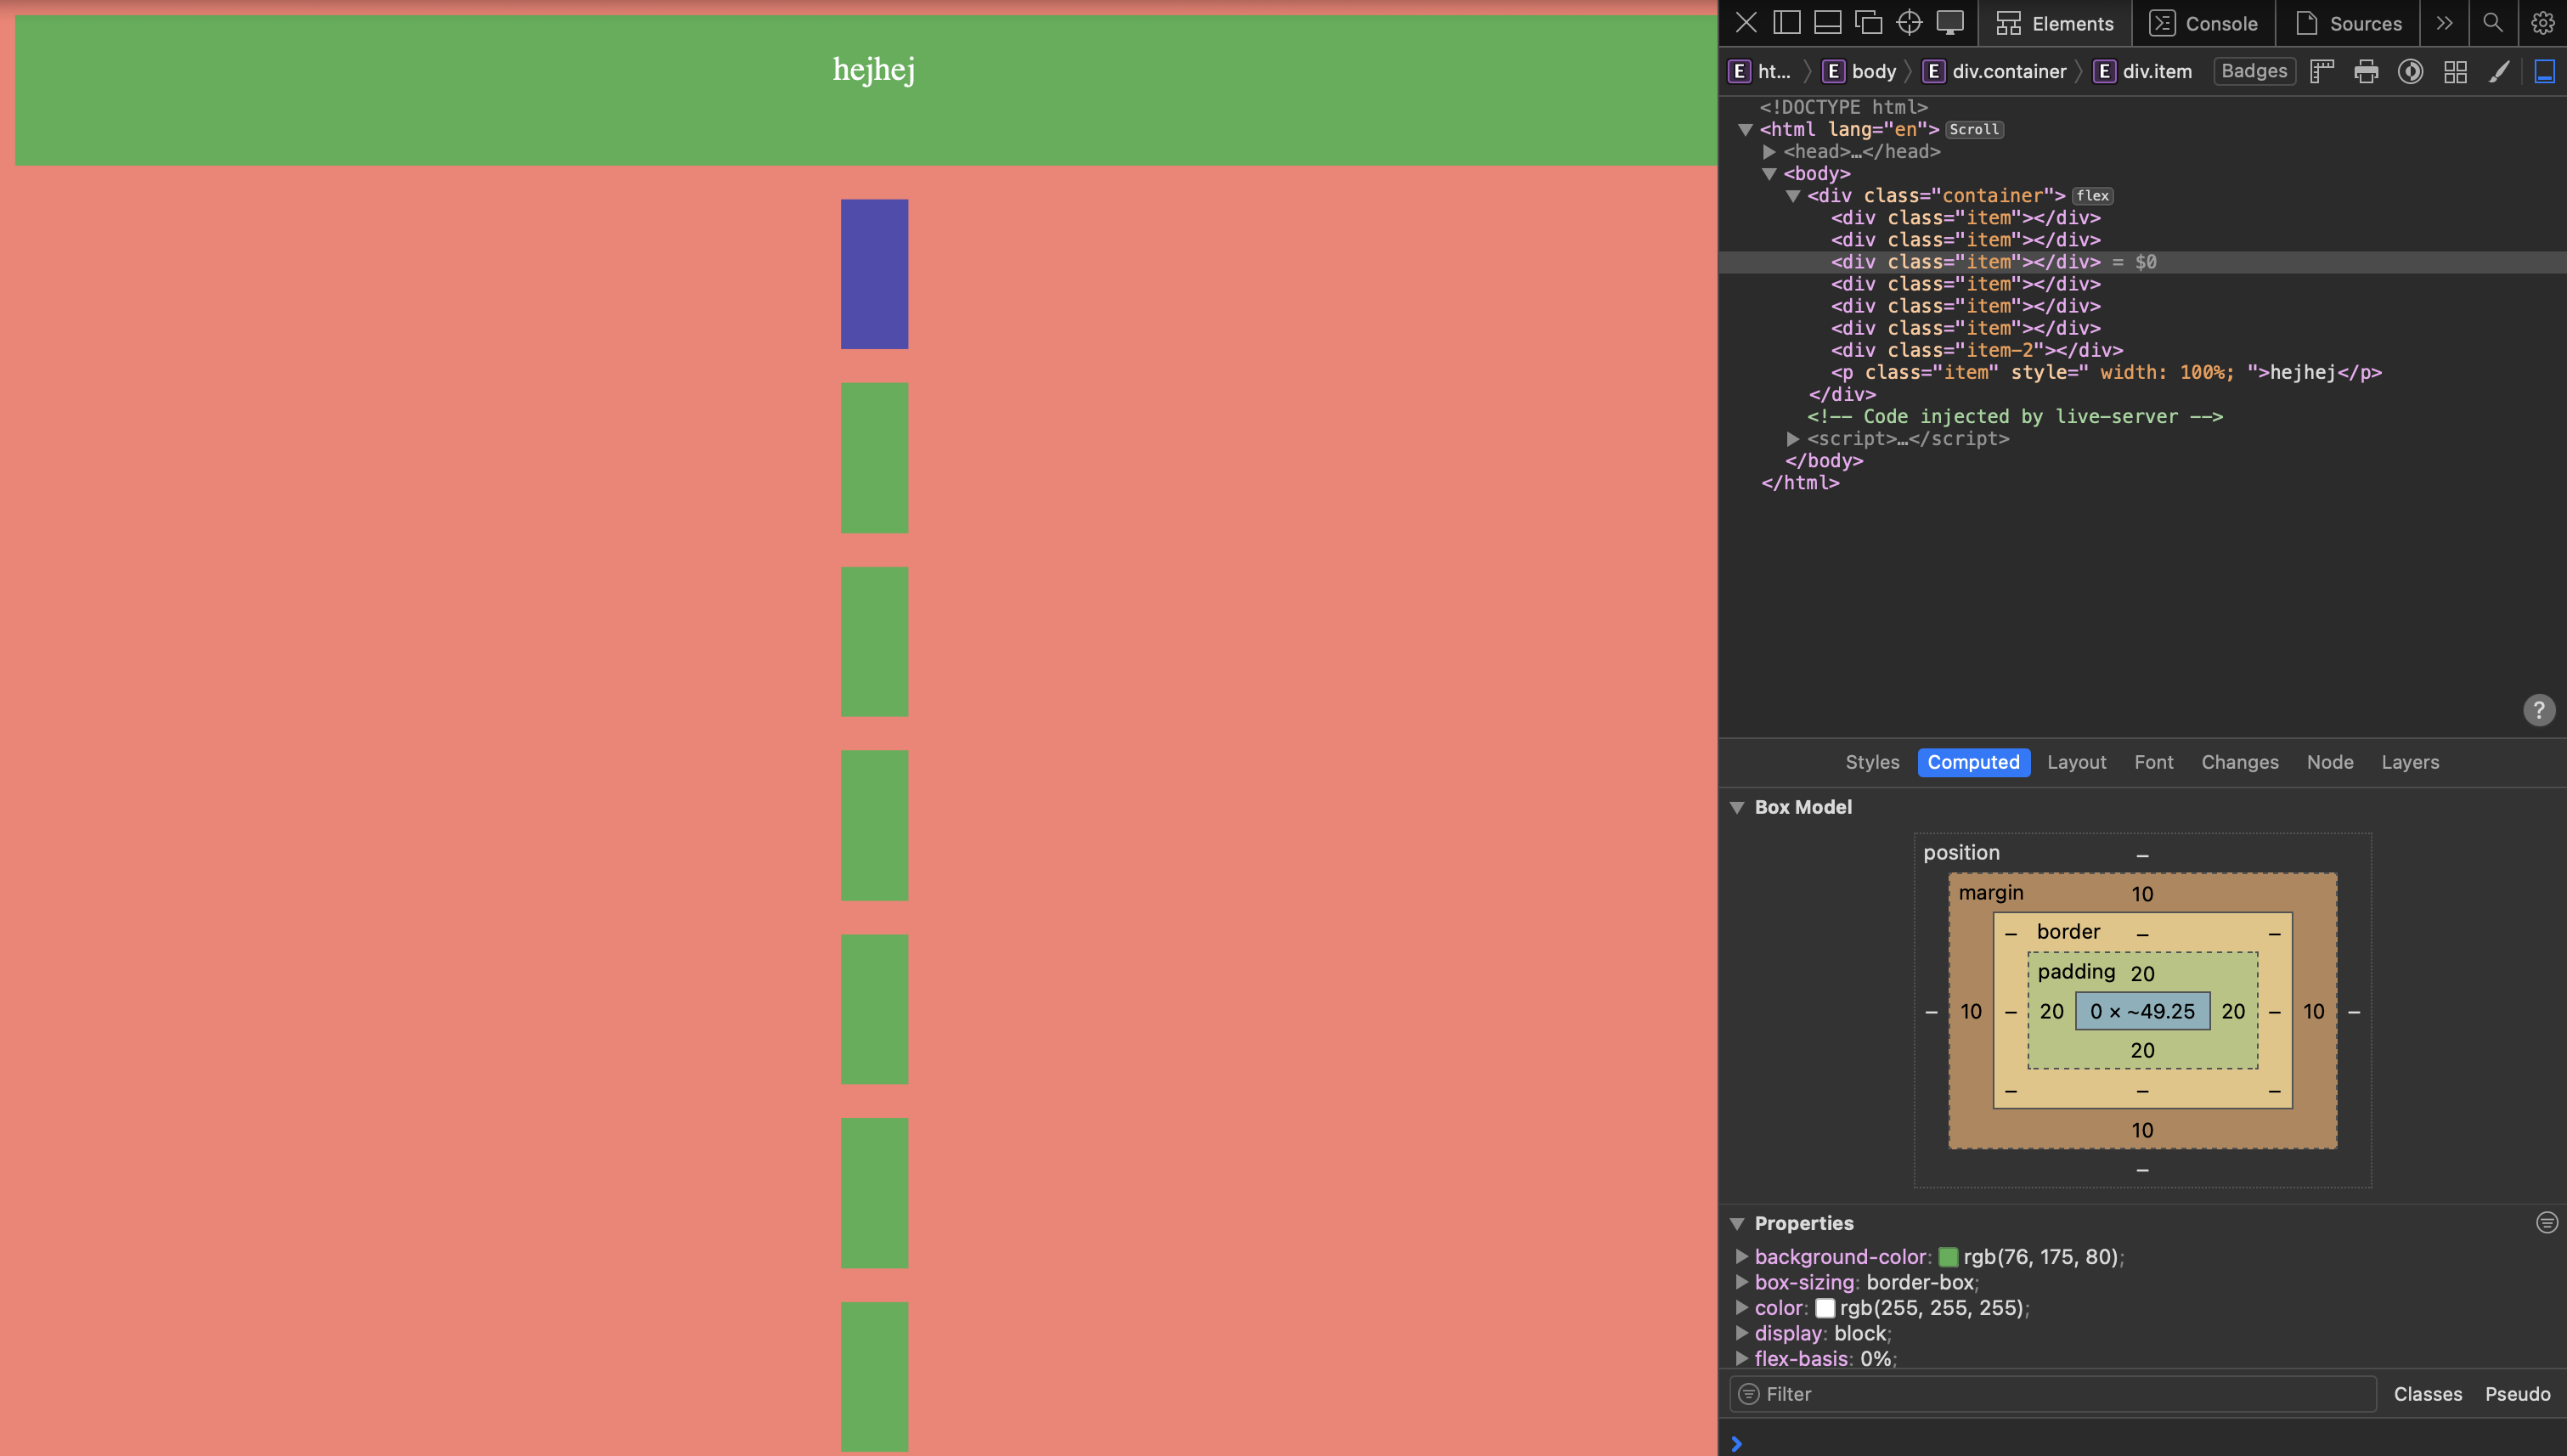 hejhej
Elements Console Sources
E ht... E body E div.container E div.item Badges
<!DOCTYPE html>
<html lang="en"> Scroll
<head>…</head>
<body>
<div class="container"> flex
<div class="item"></div>
<div class="item"></div>
<div class="item"></div> = $0
<div class="item"></div>
<div class="item"></div>
<div class="item"></div>
<div class="item-2"></div>
<p class="item" style=" width: 100%; ">hejhej</p>
</div>
<!-- Code injected by live-server -->
<script>…</script>
</body>
</html>
?
Styles Computed Layout Font Changes Node Layers
Box Model
position –
margin 10
– border – –
padding 20
– 10 – 20 0 × ~49.25 20 – 10 –
20
– – –
10
–
Properties
background-color: rgb(76, 175, 80);
box-sizing: border-box;
color: rgb(255, 255, 255);
display: block;
flex-basis: 0%;
Filter Classes Pseudo